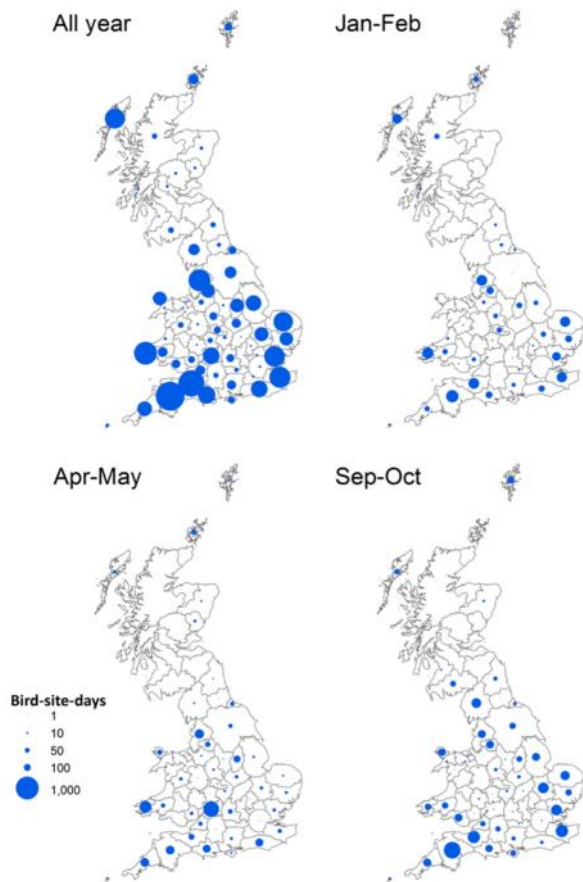 All year
Jan-Feb
Apr-May
Sep-Oct
Bird-site-days
1
10
50
100
1,000